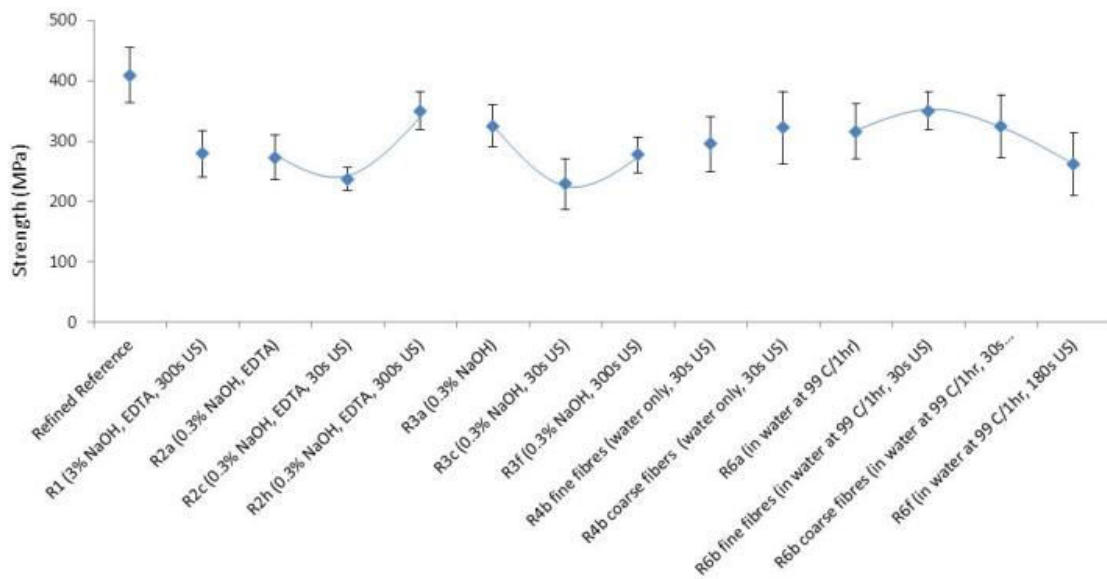 500
400
300
200
100
0
Strength (MPa)
Refined Reference
R1 (3% NaOH, EDTA, 300s US)
R2a (0.3% NaOH, EDTA)
R2c (0.3% NaOH, EDTA, 30s US)
R2h (0.3% NaOH, EDTA, 300s US)
R3a (0.3% NaOH)
R3c (0.3% NaOH, 30s US)
R3f (0.3% NaOH, 300s US)
R4b fine fibres (water only, 30s US)
R4b coarse fibers (water only, 30s US)
R6a (in water at 99 C/1hr)
R6b fine fibres (in water at 99 C/1hr, 30s US)
R6b coarse fibres (in water at 99 C/1hr, 30s...
R6f (in water at 99 C/1hr, 180s US)